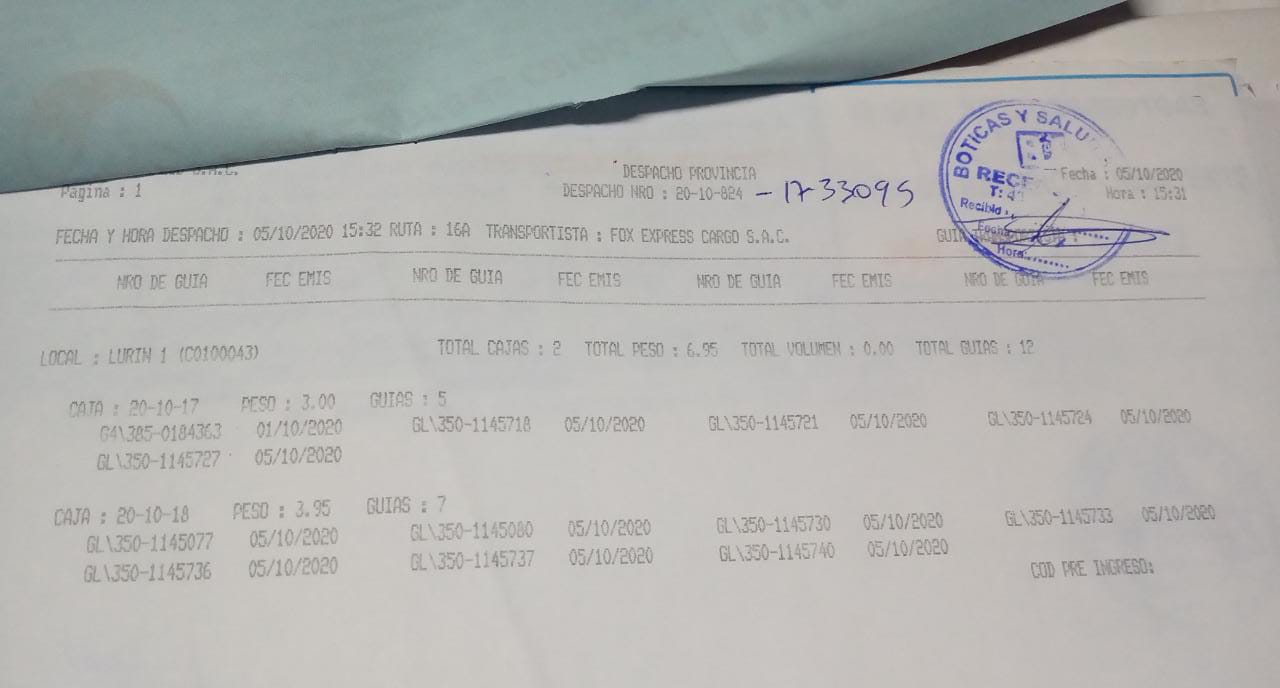 DESPACHO PROVINCIA
Pagina : 1
DESPACHO NRO : 20-10-824 - 1733095
Fecha : 05/10/2020
Hora : 15:31
BOTICAS Y SALU
T:
Recibid
Fecha
Hora:
FECHA Y HORA DESPACHO : 05/10/2020 15:32 RUTA : 16A TRANSPORTISTA : FOX EXPRESS CARGO S.A.C.
NRO DE GUIA FEC EMIS NRO DE GUIA FEC EMIS NRO DE GUIA FEC EMIS NRO DE GUIA FEC EMIS
LOCAL : LURIN 1 (C0100043) TOTAL CAJAS : 2 TOTAL PESO : 6.95 TOTAL VOLUMEN : 0.00 TOTAL GUIAS : 12
CAJA : 20-10-17 PESO : 3.00 GUIAS : 5
G4\385-0184363 01/10/2020 GL\350-1145718 05/10/2020 GL\350-1145721 05/10/2020 GL\350-1145724 05/10/2020
GL\350-1145727 05/10/2020
CAJA : 20-10-18 PESO : 3.95 GUIAS : 7
GL\350-1145077 05/10/2020 GL\350-1145080 05/10/2020 GL\350-1145730 05/10/2020 GL\350-1145733 05/10/2020
GL\350-1145736 05/10/2020 GL\350-1145737 05/10/2020 GL\350-1145740 05/10/2020
COD PRE INGRESO: